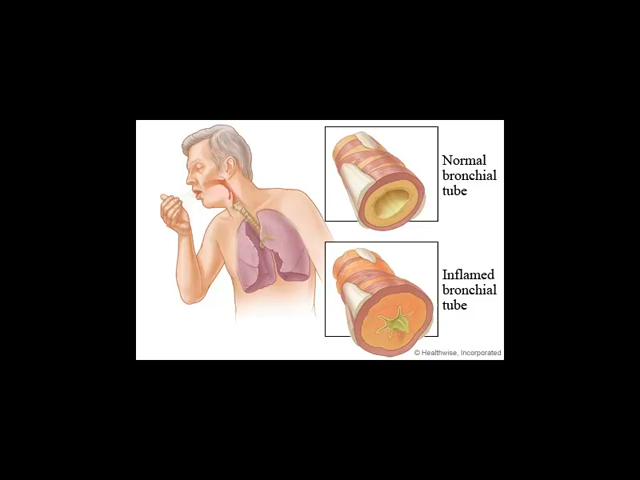 Normal
bronchial
tube
Inflamed
bronchial
tube
© Healthwise, Incorporated